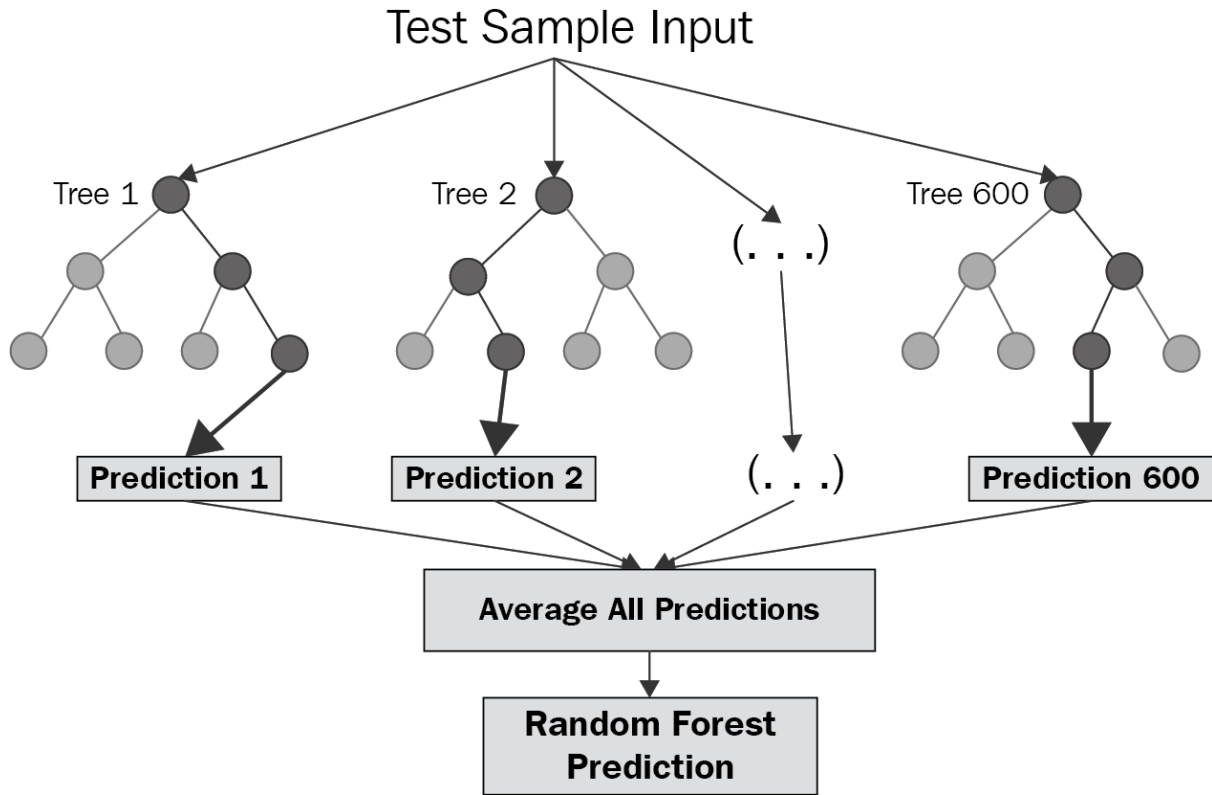 Test Sample Input
Tree 1
Tree 2
Tree 600
(. . .)
(. . .)
Prediction 1
Prediction 2
Prediction 600
Average All Predictions
Random Forest
Prediction